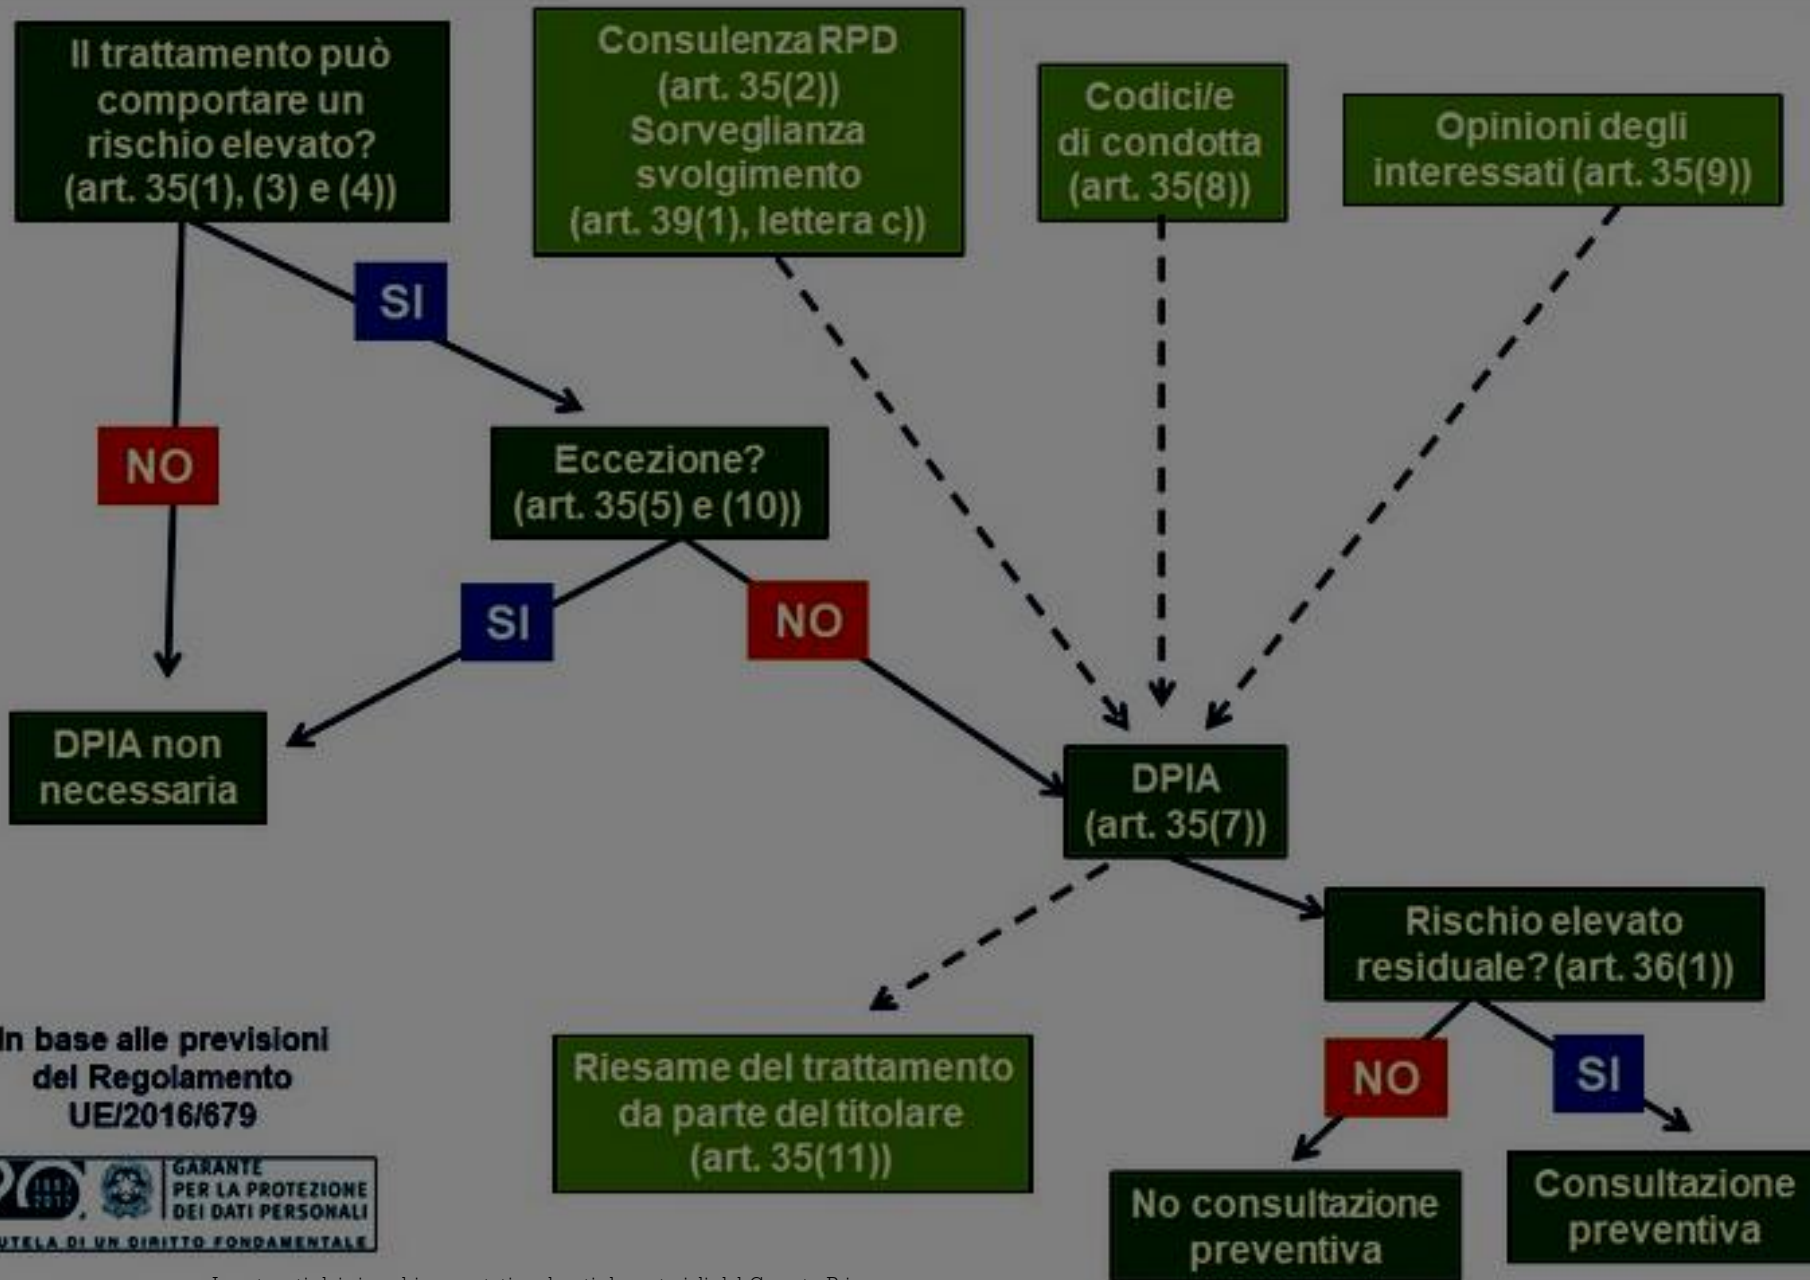 Il trattamento può
comportare un
rischio elevato?
(art. 35(1), (3) e (4))
Consulenza RPD
(art. 35(2))
Sorveglianza
svolgimento
(art. 39(1), lettera c))
Codici/e
di condotta
(art. 35(8))
Opinioni degli
interessati (art. 35(9))
SI
NO
Eccezione?
(art. 35(5) e (10))
SI
NO
DPIA non
necessaria
DPIA
(art. 35(7))
Rischio elevato
residuale? (art. 36(1))
NO
SI
Riesame del trattamento
da parte del titolare
(art. 35(11))
No consultazione
preventiva
Consultazione
preventiva
In base alle previsioni
del Regolamento
UE/2016/679
GARANTE
PER LA PROTEZIONE
DEI DATI PERSONALI
UTELA DI UN DIRITTO FONDAMENTALE